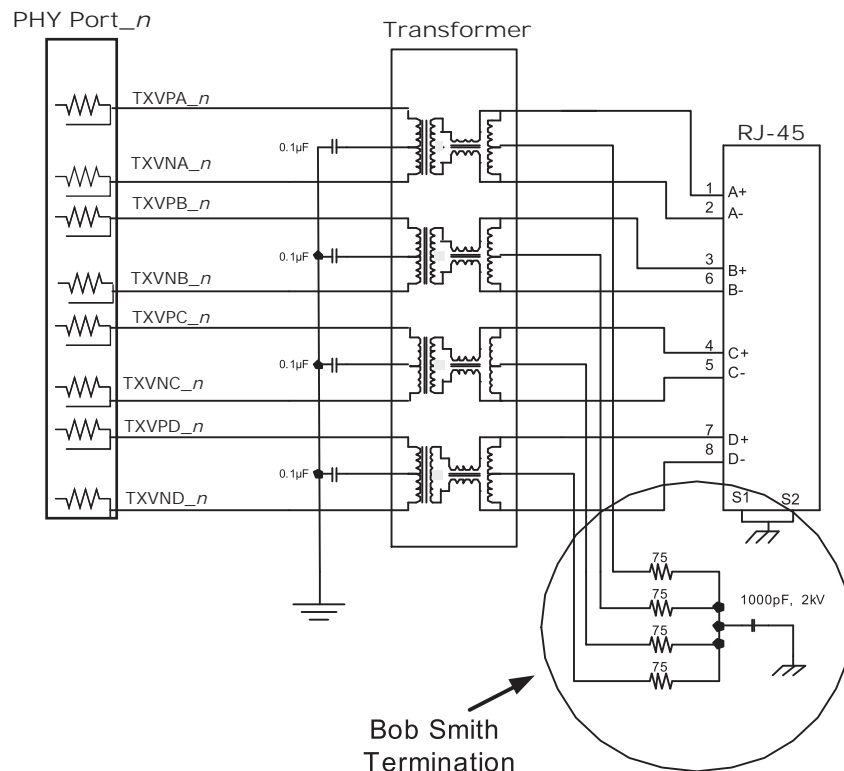 PHY Port_n
Transformer
TXVPA_n
0.1µF
TXVNA_n
TXVPB_n
0.1µF
TXVNB_n
TXVPC_n
0.1µF
TXVNC_n
TXVPD_n
0.1µF
TXVND_n
RJ-45
1 A+
2 A-
3 B+
6 B-
4 C+
5 C-
7 D+
8 D-
S1 S2
75
75
75
75
1000pF, 2kV
Bob Smith
Termination